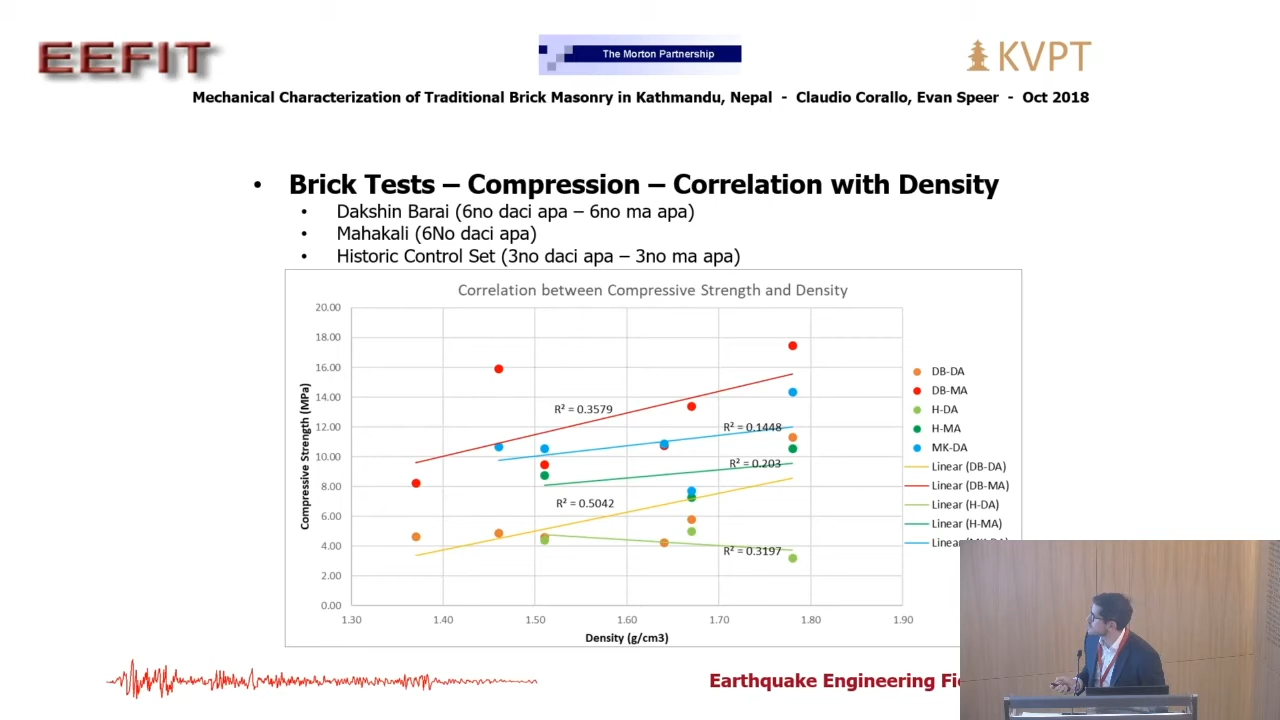 EEFIT
The Morton Partnership
KVPT
Mechanical Characterization of Traditional Brick Masonry in Kathmandu, Nepal - Claudio Corallo, Evan Speer - Oct 2018
• Brick Tests – Compression – Correlation with Density
• Dakshin Barai (6no daci apa – 6no ma apa)
• Mahakali (6No daci apa)
• Historic Control Set (3no daci apa – 3no ma apa)
Correlation between Compressive Strength and Density
20.00
18.00
16.00
14.00
12.00
10.00
8.00
6.00
4.00
2.00
0.00
Compressive Strength (MPa)
R² = 0.3579
R² = 0.1448
R² = 0.203
R² = 0.5042
R² = 0.3197
1.30 1.40 1.50 1.60 1.70 1.80 1.90
Density (g/cm3)
DB-DA
DB-MA
H-DA
H-MA
MK-DA
Linear (DB-DA)
Linear (DB-MA)
Linear (H-DA)
Linear (H-MA)
Linear
Earthquake Engineering